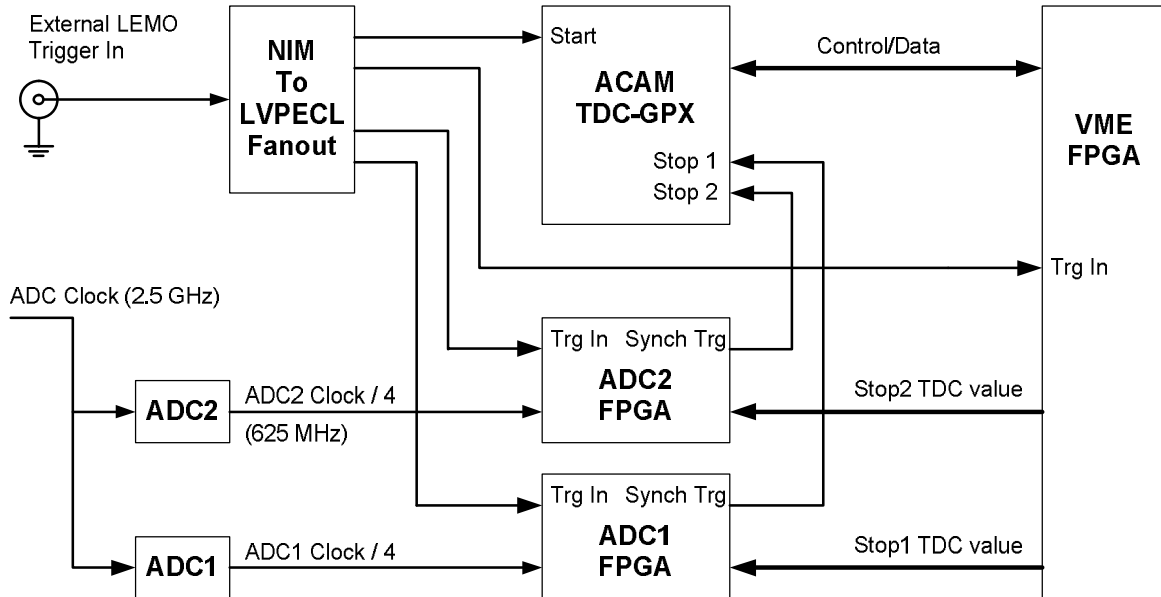 External LEMO
Trigger In
NIM
To
LVPECL
Fanout
Start
ACAM
TDC-GPX
Stop 1
Stop 2
Control/Data
VME
FPGA
Trg In
ADC Clock (2.5 GHz)
Trg In Synch Trg
ADC2
FPGA
ADC2
ADC2 Clock / 4
(625 MHz)
Stop2 TDC value
Trg In Synch Trg
ADC1
FPGA
ADC1
ADC1 Clock / 4
Stop1 TDC value